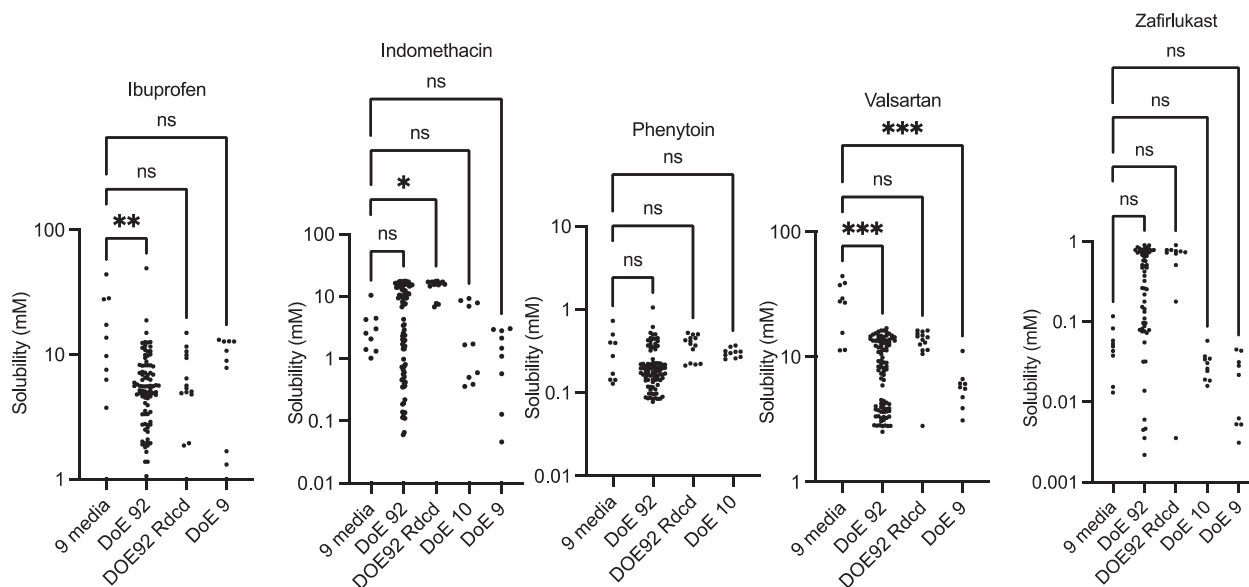 Ibuprofen
ns
ns
**
Solubility (mM)
100
10
1
9 media
DoE 92
DOE92 Rdcd
DoE 9
Indomethacin
ns
ns
*
ns
Solubility (mM)
100
10
1
0.1
0.01
9 media
DoE 92
DOE92 Rdcd
DoE 10
DoE 9
Phenytoin
ns
ns
ns
Solubility (mM)
10
1
0.1
0.01
9 media
DoE 92
DOE92 Rdcd
DoE 10
Valsartan
***
ns
***
Solubility (mM)
100
10
1
9 media
DoE 92
DOE92 Rdcd
DoE 9
Zafirlukast
ns
ns
ns
ns
Solubility (mM)
1
0.1
0.01
0.001
9 media
DoE 92
DOE92 Rdcd
DoE 10
DoE 9